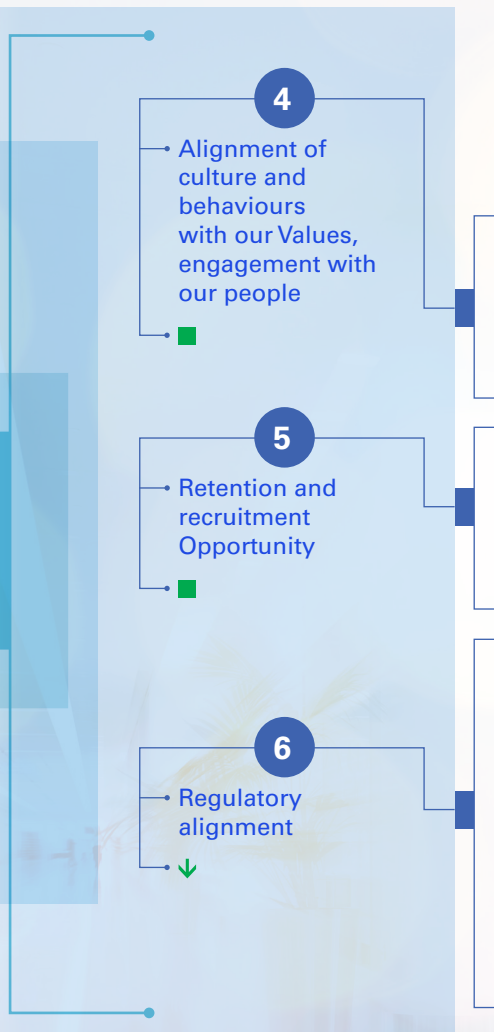 4
Alignment of
culture and
behaviours
with our Values,
engagement with
our people
5
Retention and
recruitment
Opportunity
6
Regulatory
alignment